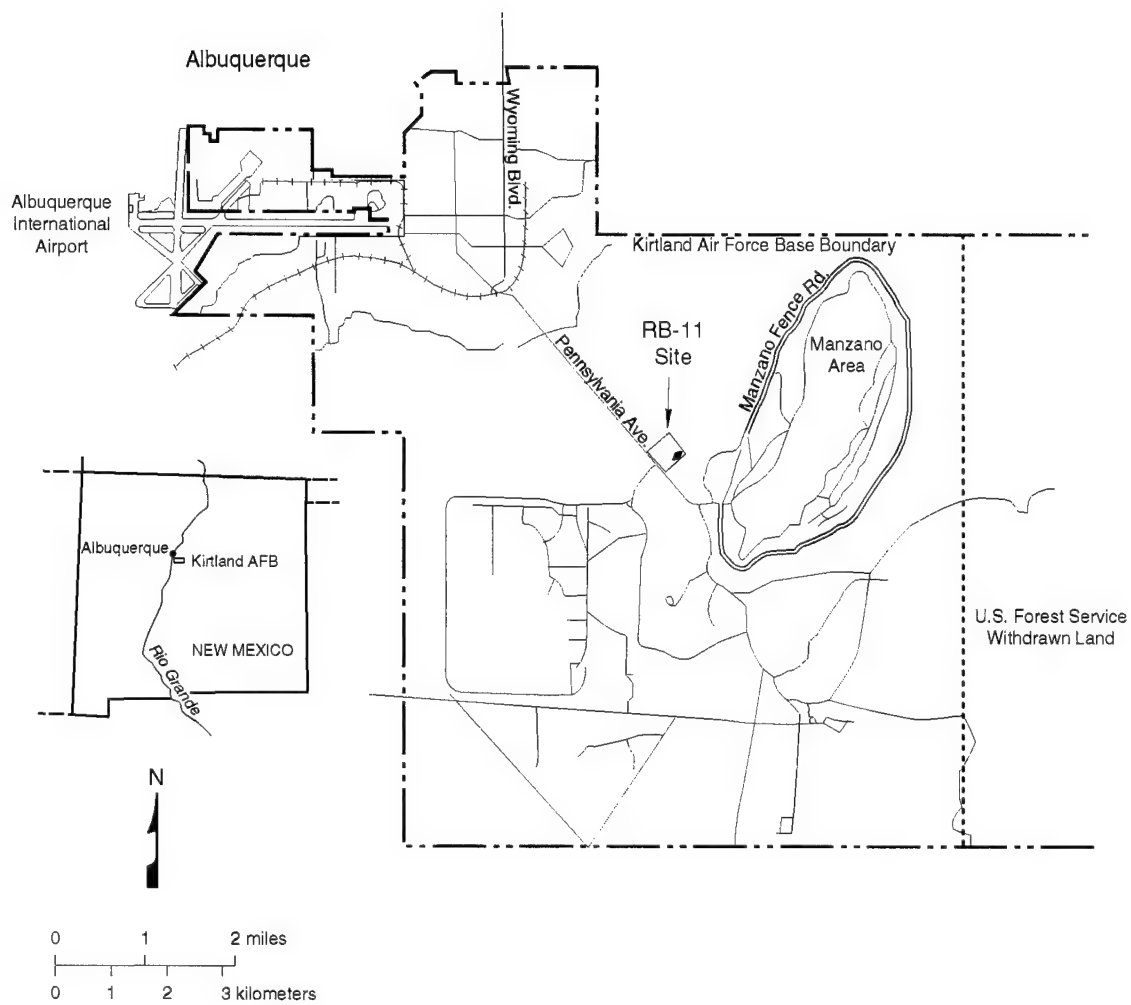 Albuquerque
Wyoming Blvd.
Albuquerque
International
Airport
Kirtland Air Force Base Boundary
Manzano Fence Rd.
RB-11
Site
Manzano
Area
Pennsylvania Ave.
Albuquerque
Kirtland AFB
NEW MEXICO
Rio Grande
U.S. Forest Service
Withdrawn Land
N
0 1 2 miles
0 1 2 3 kilometers